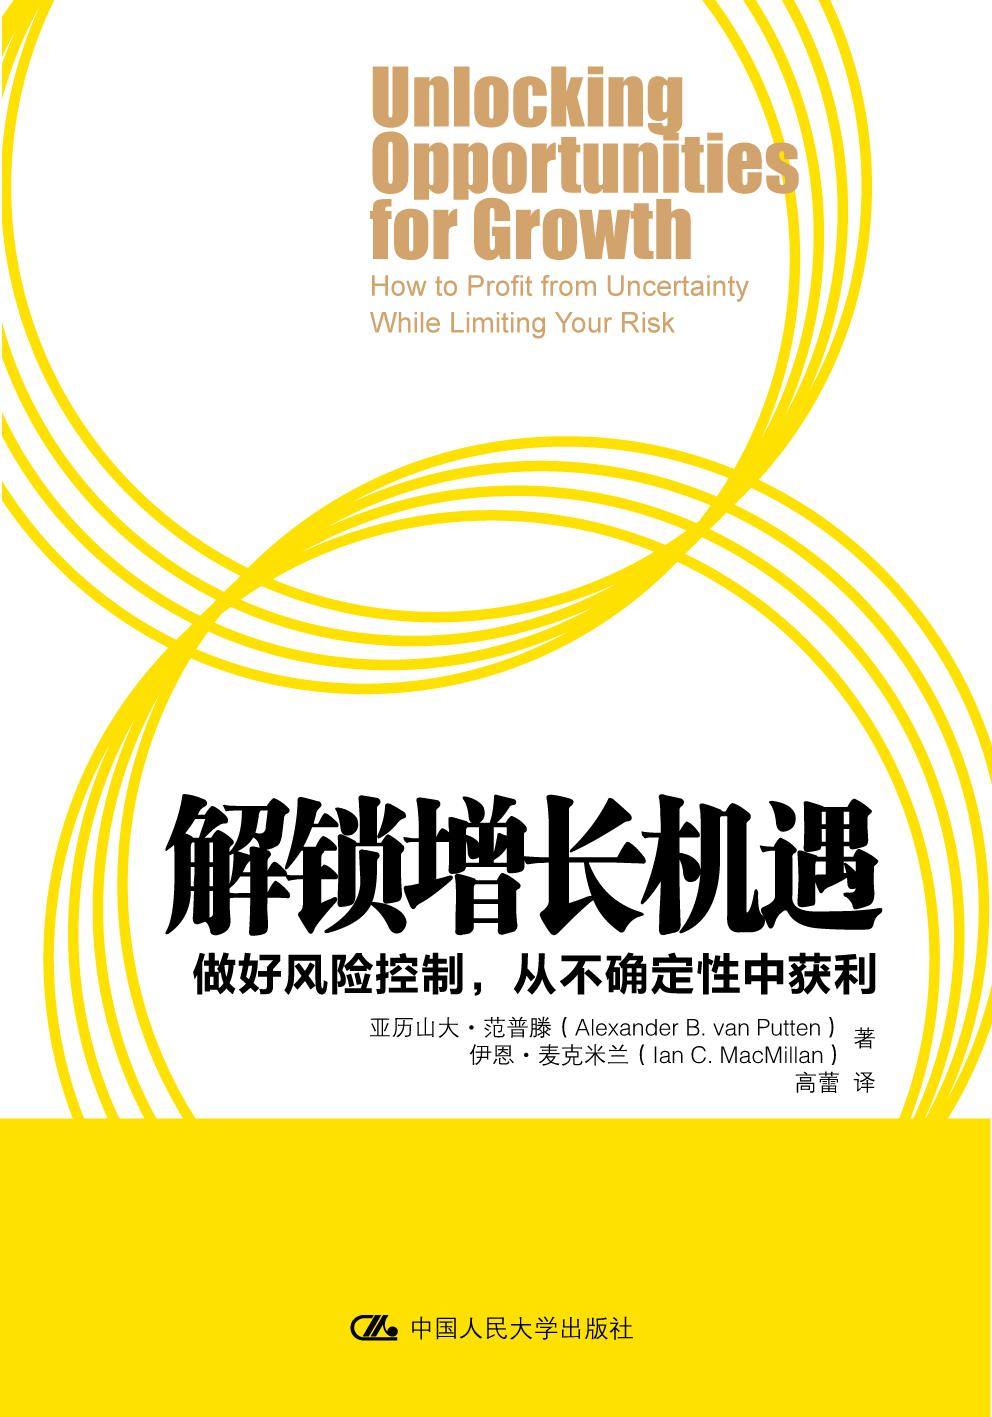 Unlocking
Opportunities
for Growth
How to Profit from Uncertainty
While Limiting Your Risk
解锁增长机遇
做好风险控制，从不确定性中获利
亚历山大·范普滕（Alexander B. van Putten）
伊恩·麦克米兰（Ian C. MacMillan） 著
高蕾 译
中国人民大学出版社